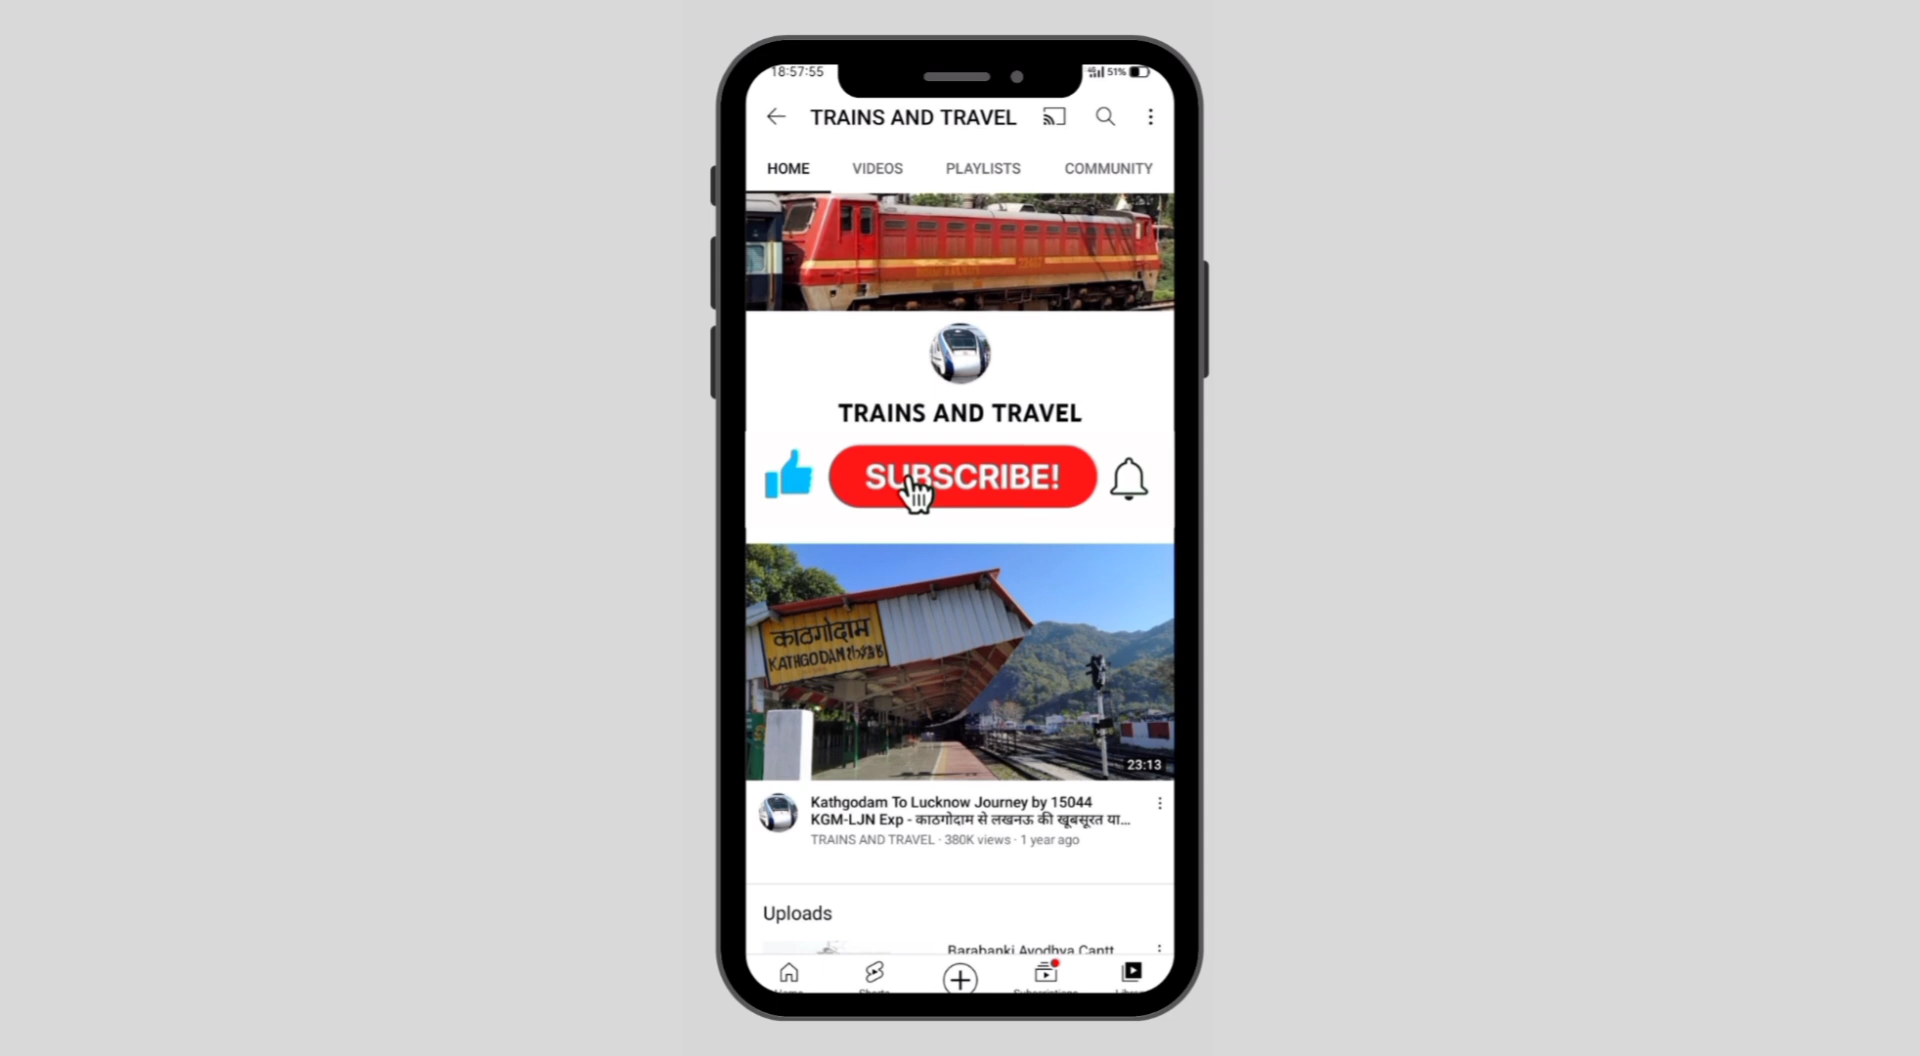 18:57:55
51%
TRAINS AND TRAVEL
HOME VIDEOS PLAYLISTS COMMUNITY
TRAINS AND TRAVEL
SUBSCRIBE!
काठगोदाम
KATHGODAM
23:13
Kathgodam To Lucknow Journey by 15044
KGM-LJN Exp - काठगोदाम से लखनऊ की खूबसूरत या...
TRAINS AND TRAVEL · 380K views · 1 year ago
Uploads
Barabanki Ayodhya Cantt